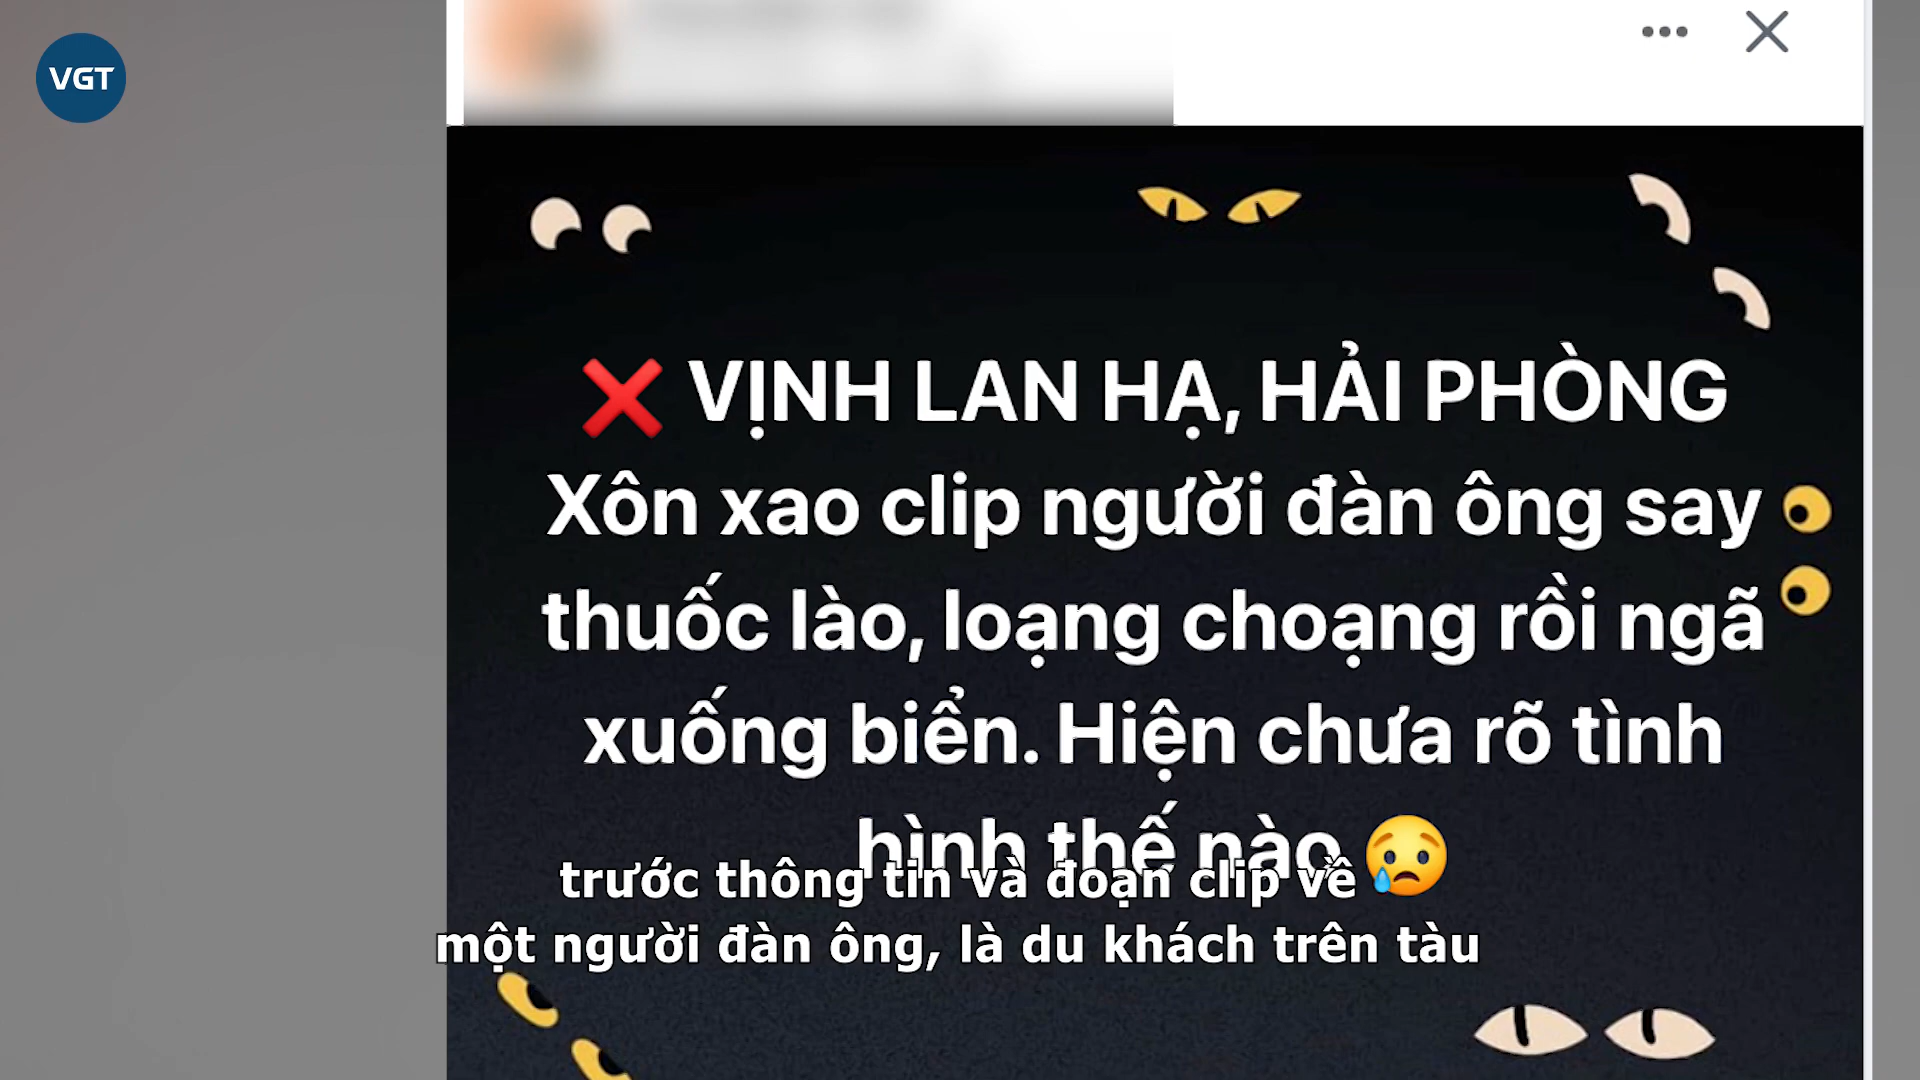 VGT
❌ VỊNH LAN HẠ, HẢI PHÒNG
Xôn xao clip người đàn ông say
thuốc lào, loạng choạng rồi ngã
xuống biển. Hiện chưa rõ tình
hình thế nào 😢
trước thông tin và đoạn clip về
một người đàn ông, là du khách trên tàu